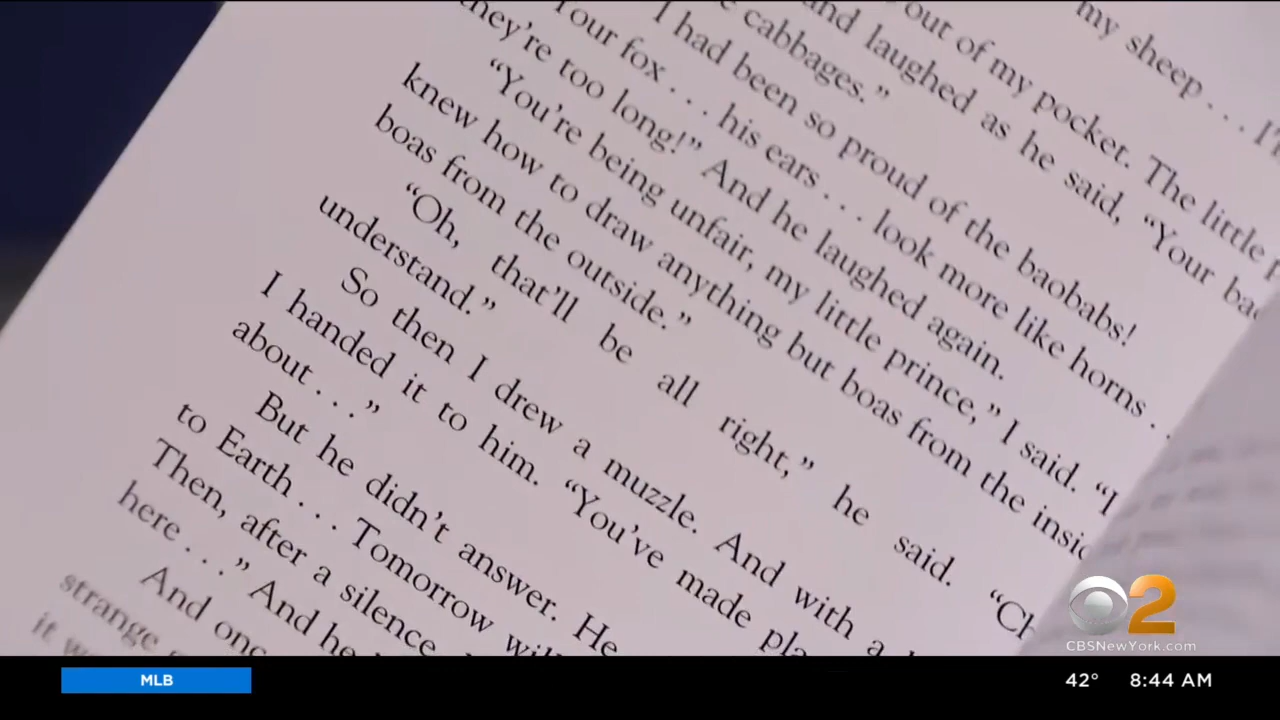 my sheep . . .
out of my pocket. The little
and laughed as he said, “Your
cabbages.”
I had been so proud of the baobabs!
Your fox . . . his ears . . . look more like horns . . .
they’re too long!” And he laughed again.
“You’re being unfair, my little prince,” I said. “I
knew how to draw anything but boas from the
boas from the outside.”
“Oh, that’ll be all right,” he said.
understand.”
So then I drew a muzzle. And with a
I handed it to him. “You’ve made
about . . .”
But he didn’t answer. He
to Earth . . . Tomorrow
Then, after a silence
here . . .” And he
And
strange
it
2
CBSNewYork.com
MLB
42° 8:44 AM